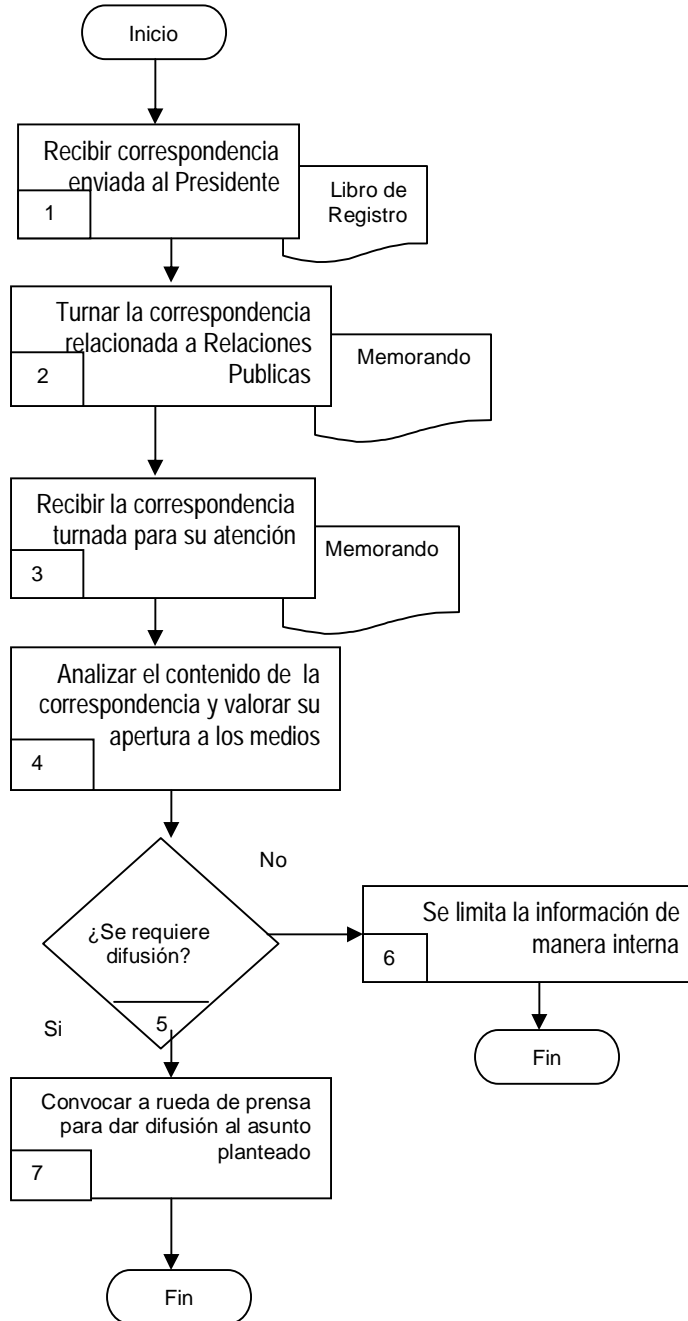 Inicio
Recibir correspondencia
enviada al Presidente
1
Libro de
Registro
Turnar la correspondencia
relacionada a Relaciones
Publicas
2
Memorando
Recibir la correspondencia
turnada para su atención
3
Memorando
Analizar el contenido de la
correspondencia y valorar su
apertura a los medios
4
No
¿Se requiere
difusión?
5
Si
Se limita la información de
manera interna
6
Fin
Convocar a rueda de prensa
para dar difusión al asunto
planteado
7
Fin